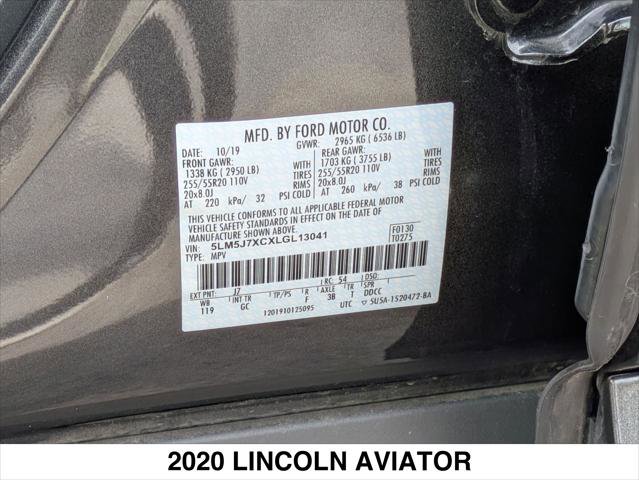 MFD. BY FORD MOTOR CO.
DATE: 10/19 GVWR: 2965 KG ( 6536 LB)
FRONT GAWR: REAR GAWR:
1338 KG ( 2950 LB) WITH 1703 KG ( 3755 LB) WITH
255/55R20 110V TIRES 255/55R20 110V TIRES
20x8.0J RIMS 20x8.0J RIMS
AT 220 kPa/ 32 PSI COLD AT 260 kPa/ 38 PSI COLD
THIS VEHICLE CONFORMS TO ALL APPLICABLE FEDERAL MOTOR
VEHICLE SAFETY STANDARDS IN EFFECT ON THE DATE OF
MANUFACTURE SHOWN ABOVE.
VIN: 5LM5J7XCXLGL13041 F0130
TYPE: MPV T0275
EXT PNT: J7 RC: 54 DSO:
WB INT TR TP/PS R AXLE TR SPR
119 GC F 3B T DDCC
1201910125095 UTC 5U5A-1520472-BA
2020 LINCOLN AVIATOR